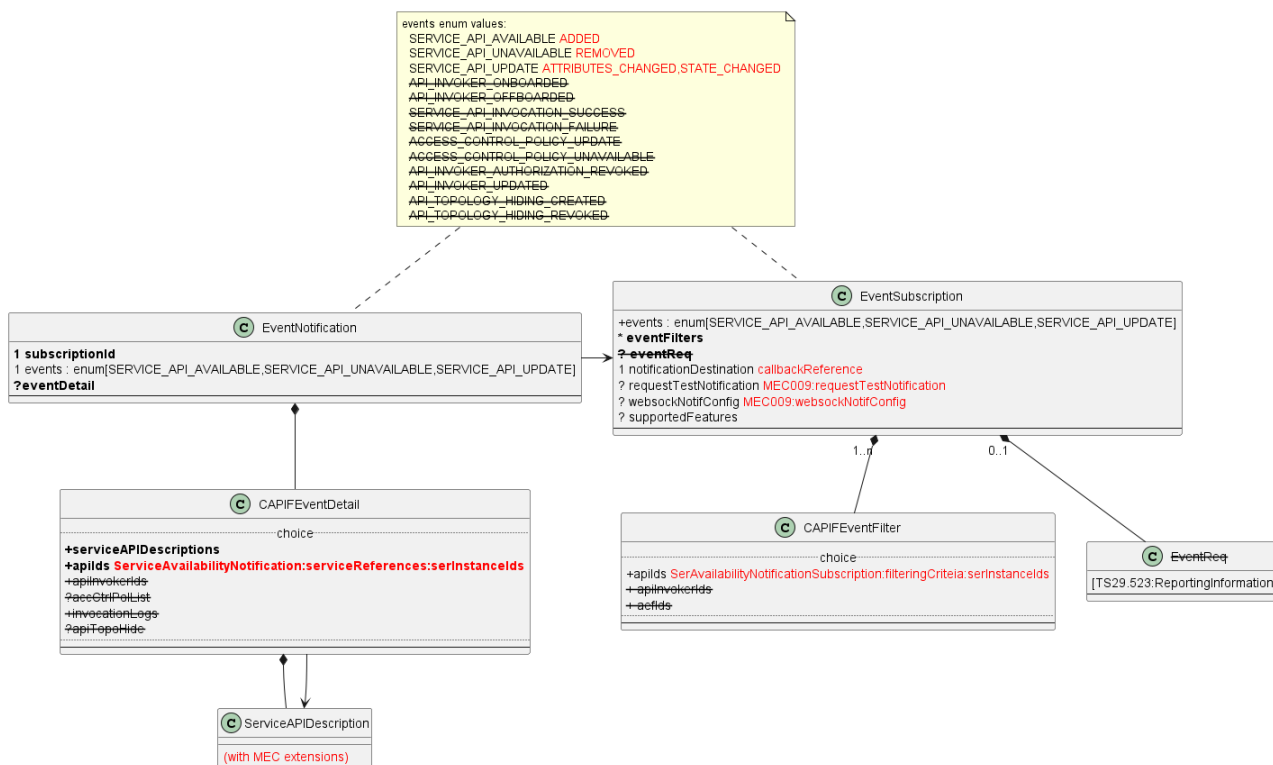 events enum values:
SERVICE_API_AVAILABLE ADDED
SERVICE_API_UNAVAILABLE REMOVED
SERVICE_API_UPDATE ATTRIBUTES_CHANGED,STATE_CHANGED
API_INVOKER_ONBOARDED
API_INVOKER_OFFBOARDED
SERVICE_API_INVOCATION_SUCCESS
SERVICE_API_INVOCATION_FAILURE
ACCESS_CONTROL_POLICY_UPDATE
ACCESS_CONTROL_POLICY_UNAVAILABLE
API_INVOKER_AUTHORIZATION_REVOKED
API_INVOKER_UPDATED
API_TOPOLOGY_HIDING_CREATED
API_TOPOLOGY_HIDING_REVOKED
C EventNotification
1 subscriptionId
1 events : enum[SERVICE_API_AVAILABLE,SERVICE_API_UNAVAILABLE,SERVICE_API_UPDATE]
?eventDetail
C EventSubscription
+events : enum[SERVICE_API_AVAILABLE,SERVICE_API_UNAVAILABLE,SERVICE_API_UPDATE]
* eventFilters
? eventReq
1 notificationDestination callbackReference
? requestTestNotification MEC009:requestTestNotification
? websockNotifConfig MEC009:websockNotifConfig
? supportedFeatures
1..n
0..1
C CAPIFEventDetail
choice
+serviceAPIDescriptions
+apiIds ServiceAvailabilityNotification:serviceReferences:serInstanceIds
+apiInvokerIds
?accCtrlPolList
+invocationLogs
?apiTopoHide
C CAPIFEventFilter
choice
+apiIds SerAvailabilityNotificationSubscription:filteringCriteia:serInstanceIds
+ apiInvokerIds
+ aefIds
C EventReq
[TS29.523:ReportingInformation
C ServiceAPIDescription
(with MEC extensions)